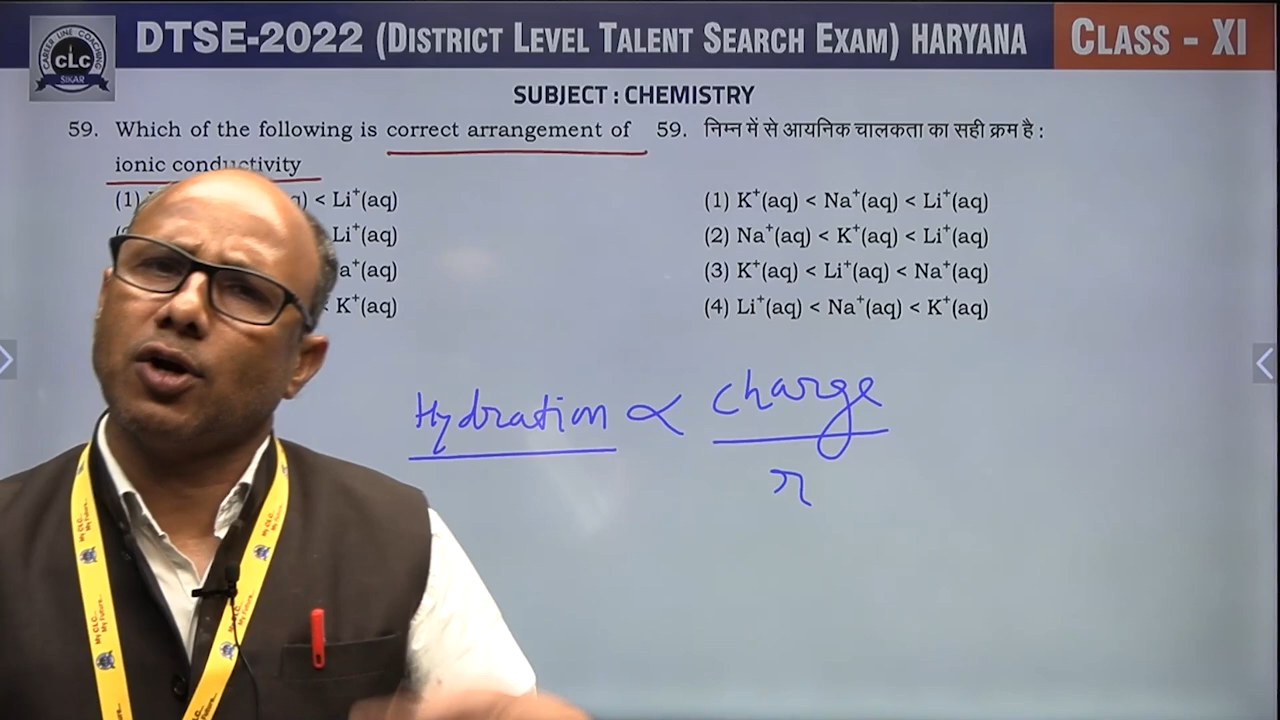 DTSE-2022 (DISTRICT LEVEL TALENT SEARCH EXAM) HARYANA
CLASS - XI
CAREER LINE COACHING
CLC
SIKAR
SUBJECT : CHEMISTRY
59. Which of the following is correct arrangement of
ionic conductivity
(1) q) < Li⁺(aq)
Li⁺(aq)
a⁺(aq)
< K⁺(aq)
59. निम्न में से आयनिक चालकता का सही क्रम है :
(1) K⁺(aq) < Na⁺(aq) < Li⁺(aq)
(2) Na⁺(aq) < K⁺(aq) < Li⁺(aq)
(3) K⁺(aq) < Li⁺(aq) < Na⁺(aq)
(4) Li⁺(aq) < Na⁺(aq) < K⁺(aq)
Hydration ∝ charge
r